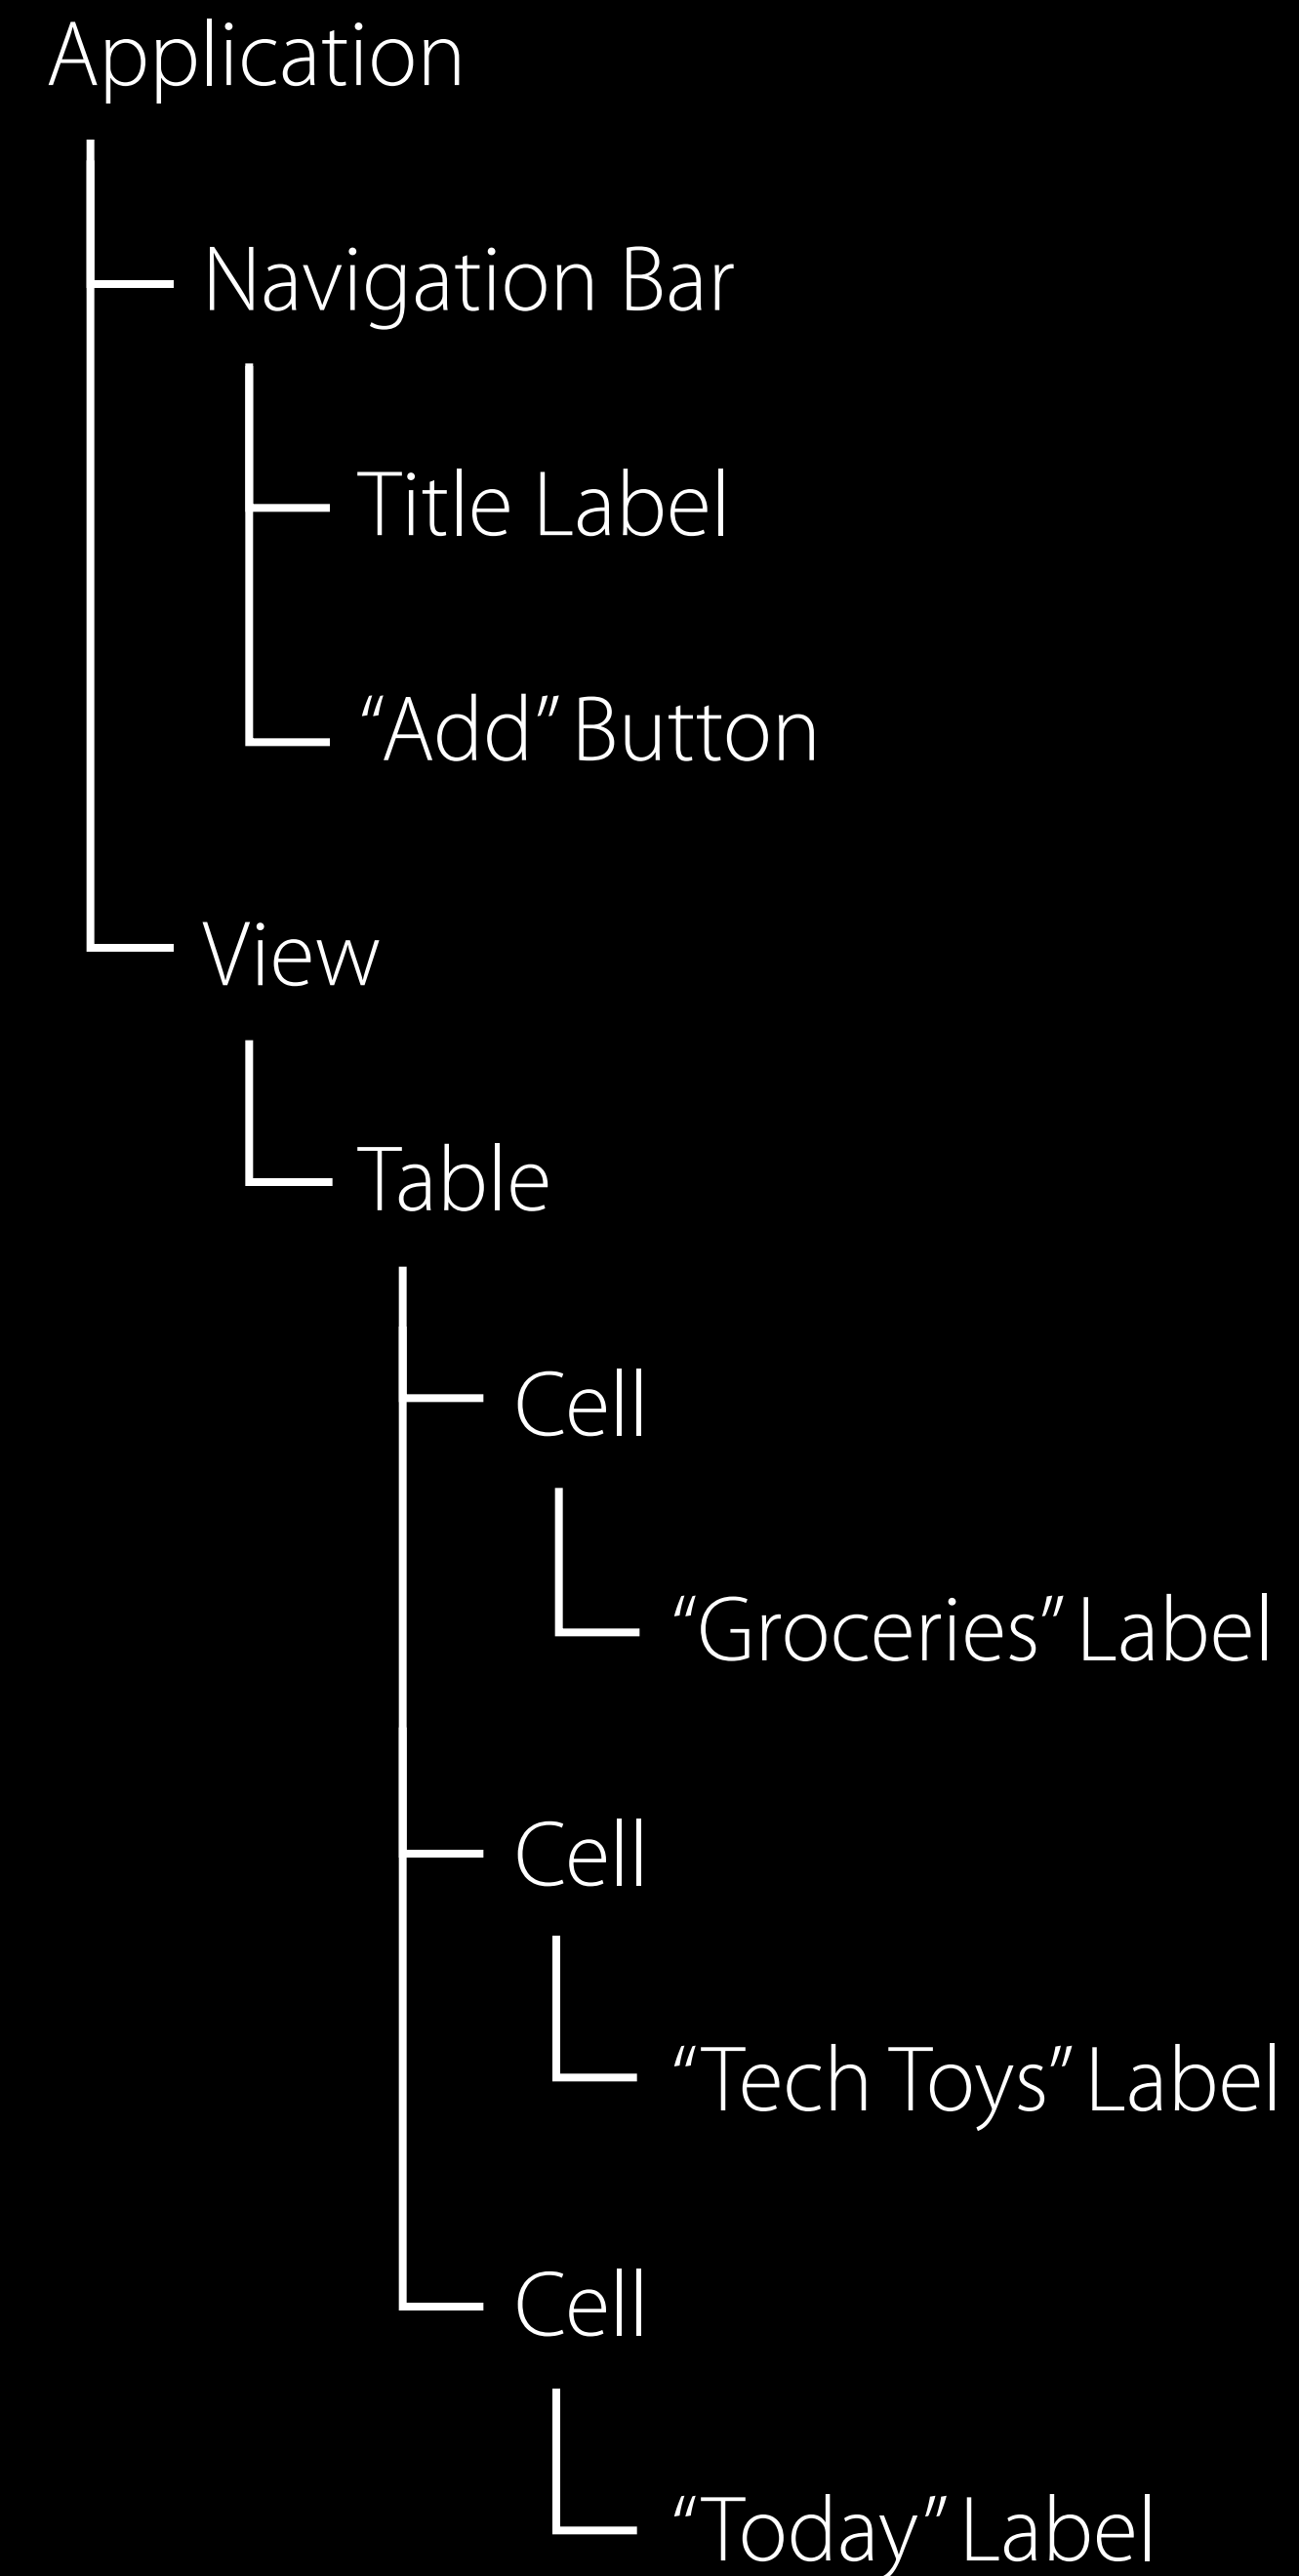 Application
Navigation Bar
Title Label
“Add” Button
View
Table
Cell
“Groceries” Label
Cell
“Tech Toys” Label
Cell
“Today” Label